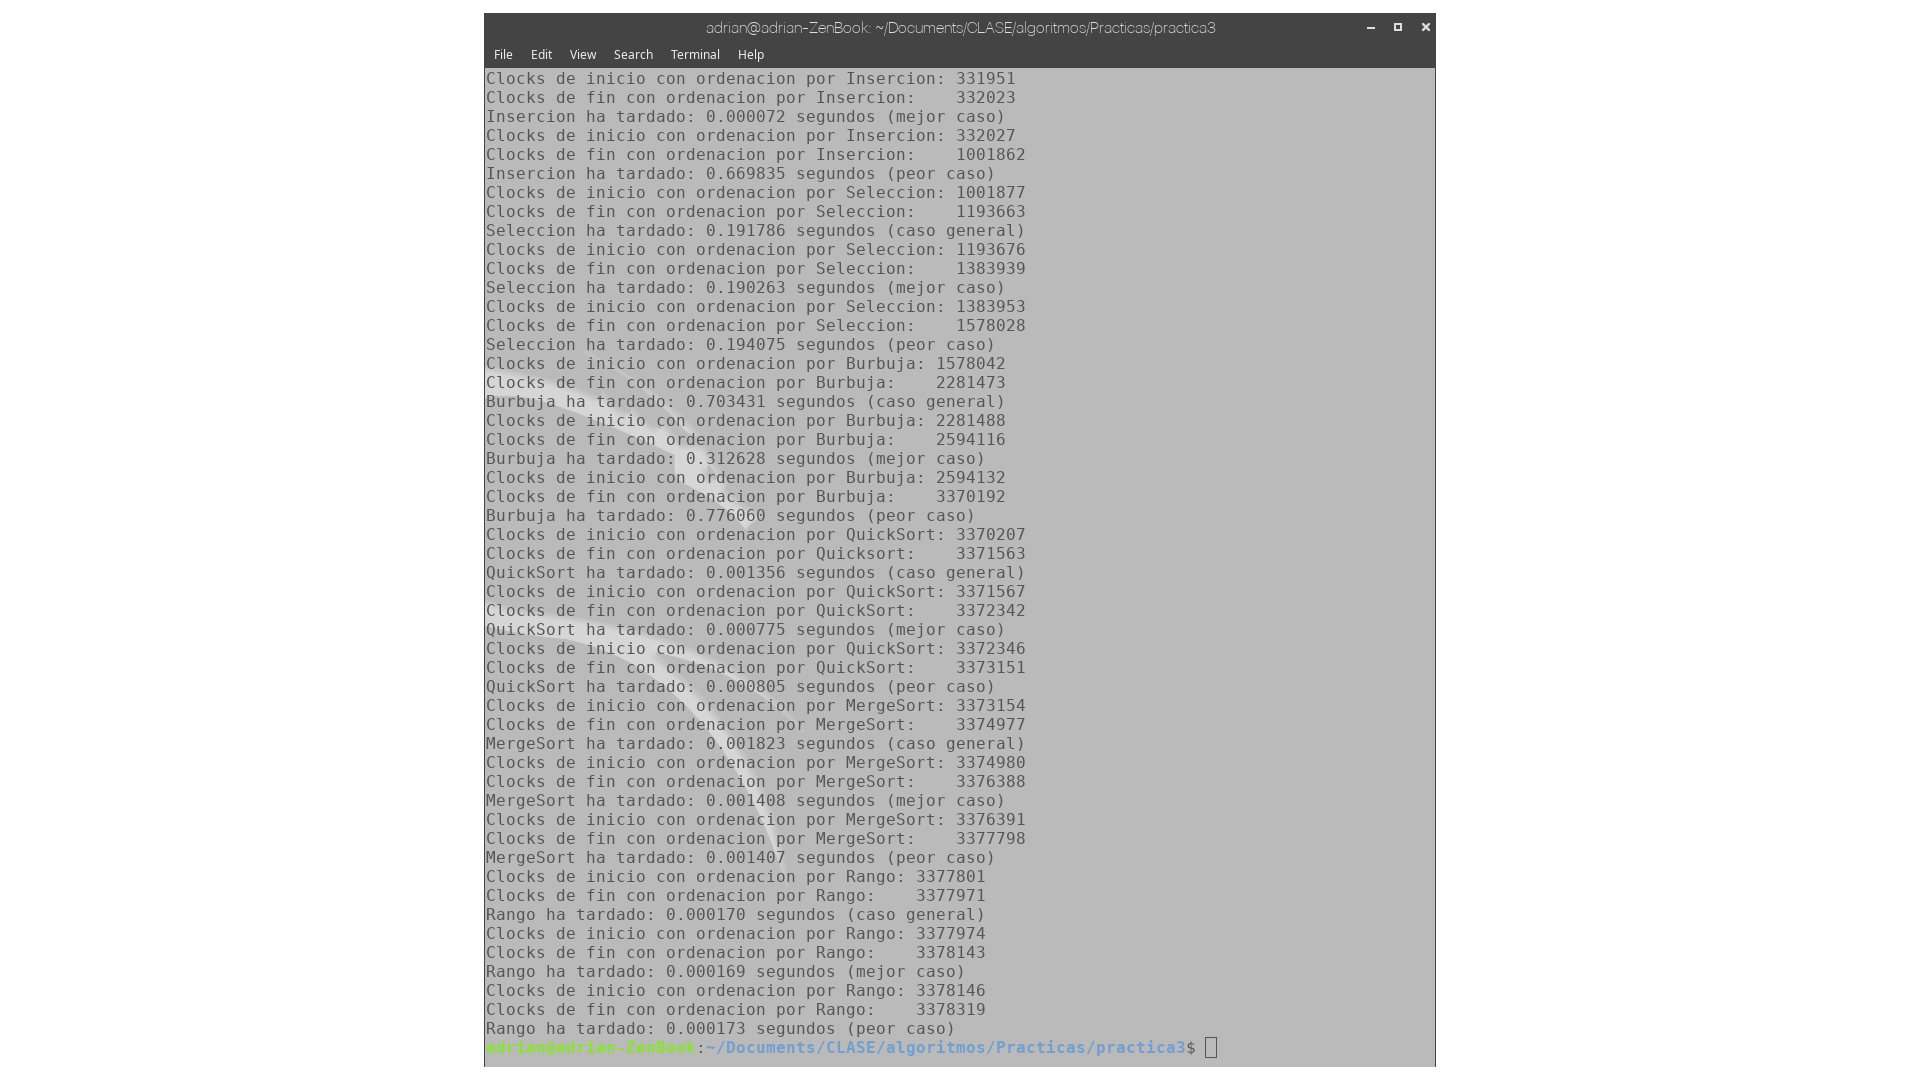 adrian@adrian-ZenBook: ~/Documents/CLASE/algoritmos/Practicas/practica3
File Edit View Search Terminal Help
Clocks de inicio con ordenacion por Insercion: 331951
Clocks de fin con ordenacion por Insercion:    332023
Insercion ha tardado: 0.000072 segundos (mejor caso)
Clocks de inicio con ordenacion por Insercion: 332027
Clocks de fin con ordenacion por Insercion:    1001862
Insercion ha tardado: 0.669835 segundos (peor caso)
Clocks de inicio con ordenacion por Seleccion: 1001877
Clocks de fin con ordenacion por Seleccion:    1193663
Seleccion ha tardado: 0.191786 segundos (caso general)
Clocks de inicio con ordenacion por Seleccion: 1193676
Clocks de fin con ordenacion por Seleccion:    1383939
Seleccion ha tardado: 0.190263 segundos (mejor caso)
Clocks de inicio con ordenacion por Seleccion: 1383953
Clocks de fin con ordenacion por Seleccion:    1578028
Seleccion ha tardado: 0.194075 segundos (peor caso)
Clocks de inicio con ordenacion por Burbuja: 1578042
Clocks de fin con ordenacion por Burbuja:    2281473
Burbuja ha tardado: 0.703431 segundos (caso general)
Clocks de inicio con ordenacion por Burbuja: 2281488
Clocks de fin con ordenacion por Burbuja:    2594116
Burbuja ha tardado: 0.312628 segundos (mejor caso)
Clocks de inicio con ordenacion por Burbuja: 2594132
Clocks de fin con ordenacion por Burbuja:    3370192
Burbuja ha tardado: 0.776060 segundos (peor caso)
Clocks de inicio con ordenacion por QuickSort: 3370207
Clocks de fin con ordenacion por Quicksort:    3371563
QuickSort ha tardado: 0.001356 segundos (caso general)
Clocks de inicio con ordenacion por QuickSort: 3371567
Clocks de fin con ordenacion por QuickSort:    3372342
QuickSort ha tardado: 0.000775 segundos (mejor caso)
Clocks de inicio con ordenacion por QuickSort: 3372346
Clocks de fin con ordenacion por QuickSort:    3373151
QuickSort ha tardado: 0.000805 segundos (peor caso)
Clocks de inicio con ordenacion por MergeSort: 3373154
Clocks de fin con ordenacion por MergeSort:    3374977
MergeSort ha tardado: 0.001823 segundos (caso general)
Clocks de inicio con ordenacion por MergeSort: 3374980
Clocks de fin con ordenacion por MergeSort:    3376388
MergeSort ha tardado: 0.001408 segundos (mejor caso)
Clocks de inicio con ordenacion por MergeSort: 3376391
Clocks de fin con ordenacion por MergeSort:    3377798
MergeSort ha tardado: 0.001407 segundos (peor caso)
Clocks de inicio con ordenacion por Rango: 3377801
Clocks de fin con ordenacion por Rango:    3377971
Rango ha tardado: 0.000170 segundos (caso general)
Clocks de inicio con ordenacion por Rango: 3377974
Clocks de fin con ordenacion por Rango:    3378143
Rango ha tardado: 0.000169 segundos (mejor caso)
Clocks de inicio con ordenacion por Rango: 3378146
Clocks de fin con ordenacion por Rango:    3378319
Rango ha tardado: 0.000173 segundos (peor caso)
adrian@adrian-ZenBook:~/Documents/CLASE/algoritmos/Practicas/practica3$